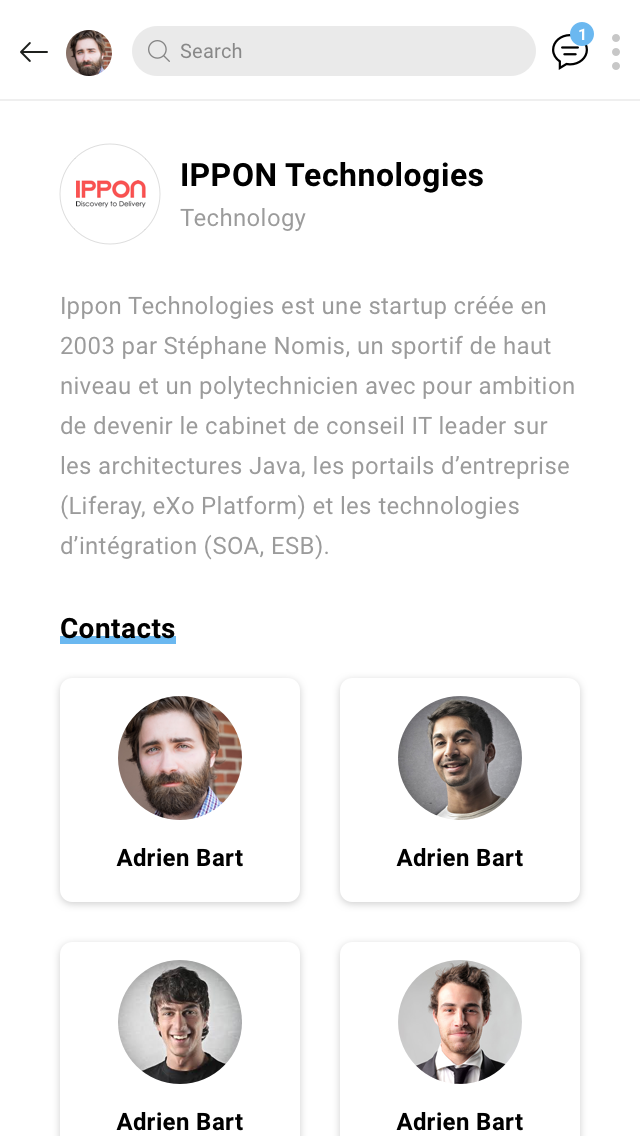 Search
1
IPPON
Discovery to Delivery
IPPON Technologies
Technology
Ippon Technologies est une startup créée en
2003 par Stéphane Nomis, un sportif de haut
niveau et un polytechnicien avec pour ambition
de devenir le cabinet de conseil IT leader sur
les architectures Java, les portails d’entreprise
(Liferay, eXo Platform) et les technologies
d’intégration (SOA, ESB).
Contacts
Adrien Bart
Adrien Bart
Adrien Bart
Adrien Bart